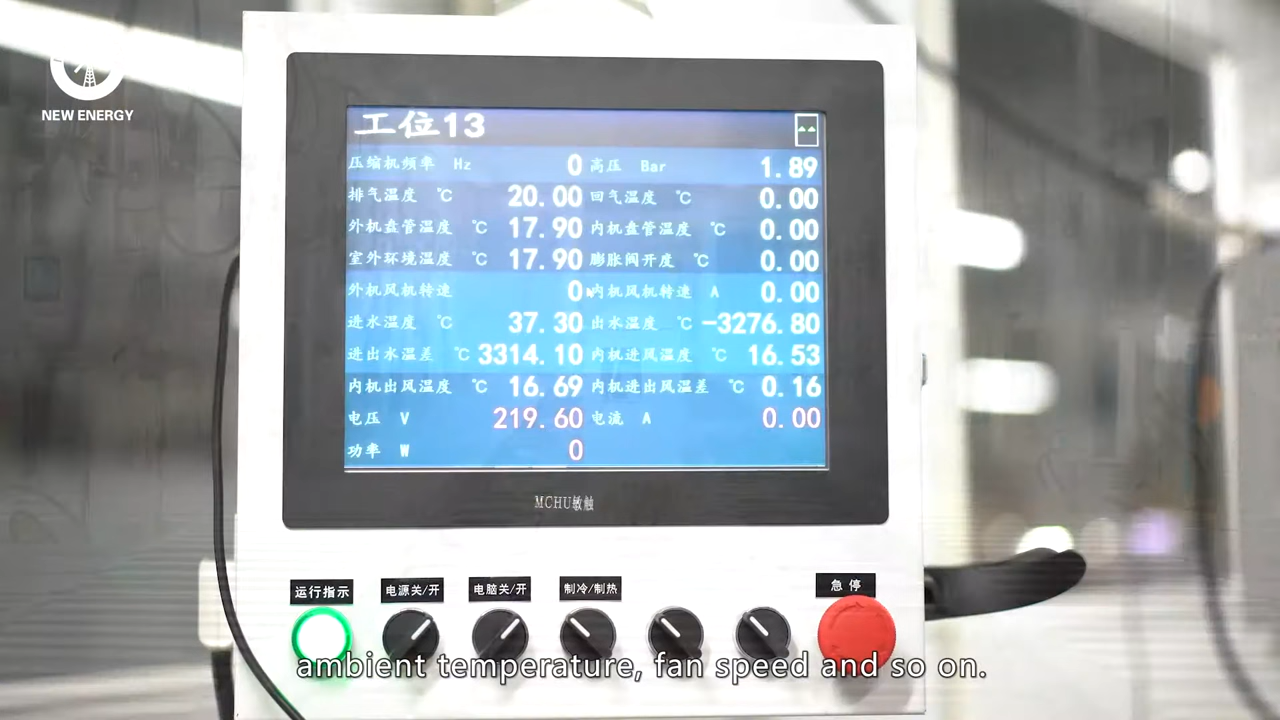 NEW ENERGY
工位13
压缩机频率 Hz 0 高压 Bar 1.89
排气温度 ℃ 20.00 回气温度 ℃ 0.00
外机盘管温度 ℃ 17.90 内机盘管温度 ℃ 0.00
室外环境温度 ℃ 17.90 膨胀阀开度 ℃ 0.00
外机风机转速 0 内机风机转速 A 0.00
进水温度 ℃ 37.30 出水温度 ℃ -3276.80
进出水温差 ℃ 3314.10 内机进风温度 ℃ 16.53
内机出风温度 ℃ 16.69 内机进出风温差 ℃ 0.16
电压 V 219.60 电流 A 0.00
功率 W 0
MCHU敏触
运行指示 电源关/开 电脑关/开 制冷/制热 急停
ambient temperature, fan speed and so on.